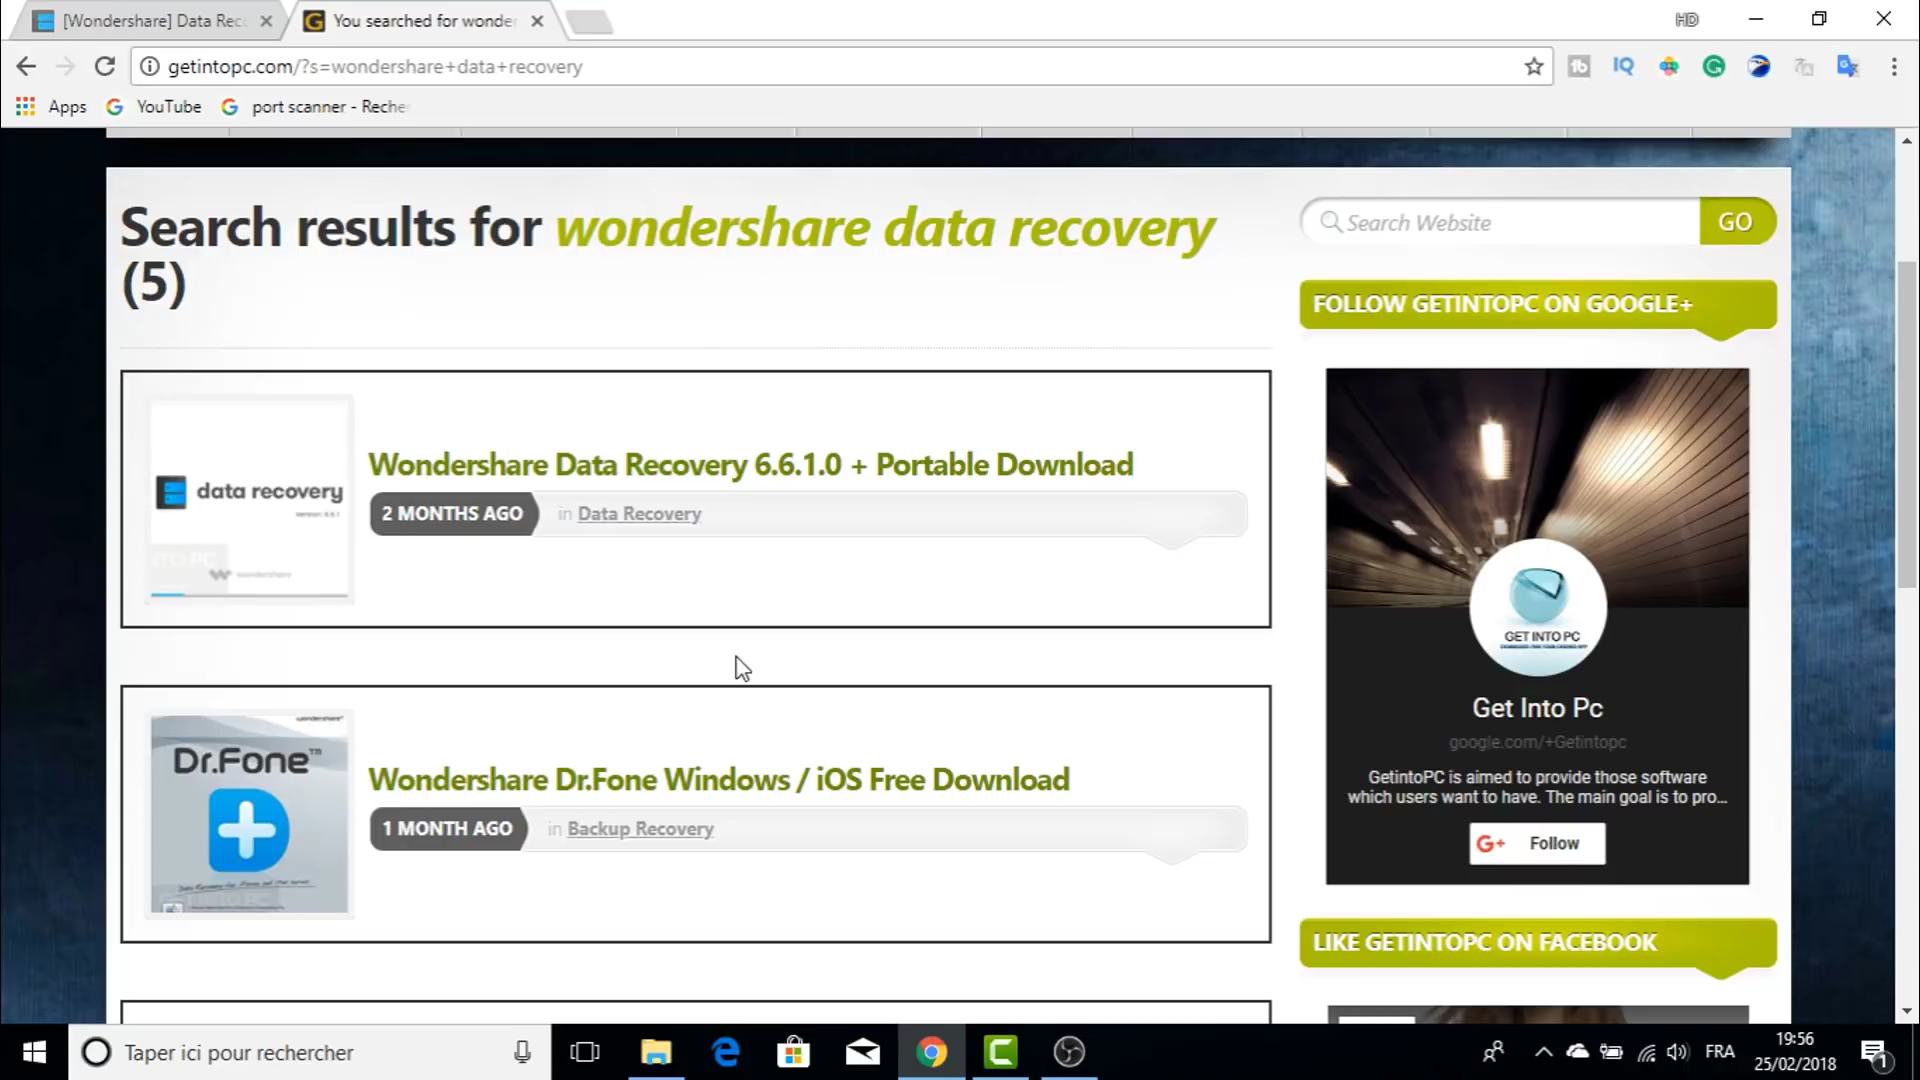 [Wondershare] Data Rec
You searched for wonder
HD
getintopc.com/?s=wondershare+data+recovery
Apps
YouTube
port scanner - Reche
Search results for wondershare data recovery
(5)
Search Website
GO
FOLLOW GETINTOPC ON GOOGLE+
data recovery
wondershare
Wondershare Data Recovery 6.6.1.0 + Portable Download
2 MONTHS AGO
in Data Recovery
GET INTO PC
Get Into Pc
google.com/+Getintopc
GetintoPC is aimed to provide those software
which users want to have. The main goal is to pro...
G+ Follow
wondershare
Dr.Fone™
Wondershare Dr.Fone Windows / iOS Free Download
1 MONTH AGO
in Backup Recovery
LIKE GETINTOPC ON FACEBOOK
Taper ici pour rechercher
FRA
19:56
25/02/2018
1